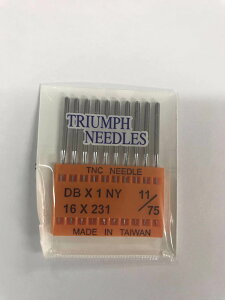 TRIUMPH
NEEDLES
TNC NEEDLE
DB X 1 NY 11/75
16 X 231
MADE IN TAIWAN